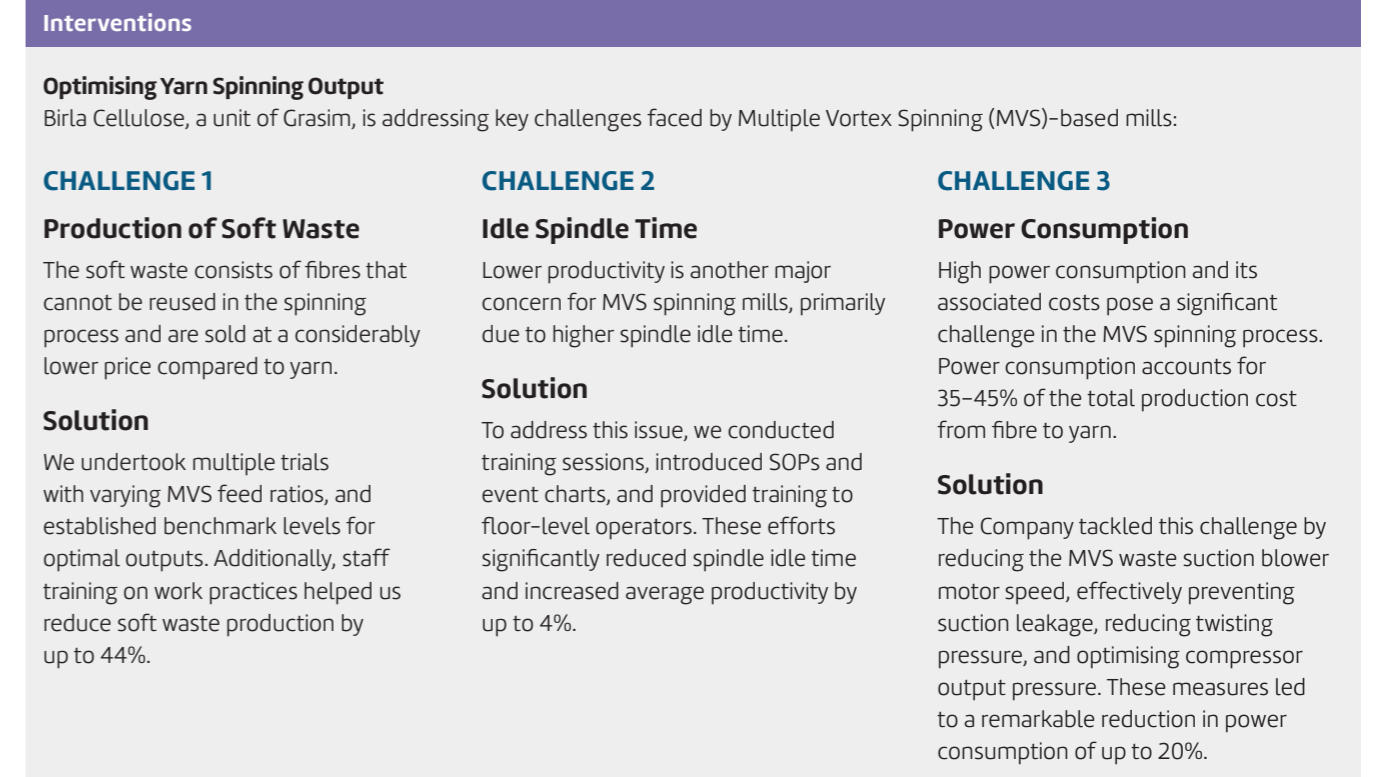 Interventions
Optimising Yarn Spinning Output
Birla Cellulose, a unit of Grasim, is addressing key challenges faced by Multiple Vortex Spinning (MVS)-based mills:
CHALLENGE 1
Production of Soft Waste
The soft waste consists of fibres that
cannot be reused in the spinning
process and are sold at a considerably
lower price compared to yarn.
Solution
We undertook multiple trials
with varying MVS feed ratios, and
established benchmark levels for
optimal outputs. Additionally, staff
training on work practices helped us
reduce soft waste production by
up to 44%.
CHALLENGE 2
Idle Spindle Time
Lower productivity is another major
concern for MVS spinning mills, primarily
due to higher spindle idle time.
Solution
To address this issue, we conducted
training sessions, introduced SOPs and
event charts, and provided training to
floor-level operators. These efforts
significantly reduced spindle idle time
and increased average productivity by
up to 4%.
CHALLENGE 3
Power Consumption
High power consumption and its
associated costs pose a significant
challenge in the MVS spinning process.
Power consumption accounts for
35–45% of the total production cost
from fibre to yarn.
Solution
The Company tackled this challenge by
reducing the MVS waste suction blower
motor speed, effectively preventing
suction leakage, reducing twisting
pressure, and optimising compressor
output pressure. These measures led
to a remarkable reduction in power
consumption of up to 20%.